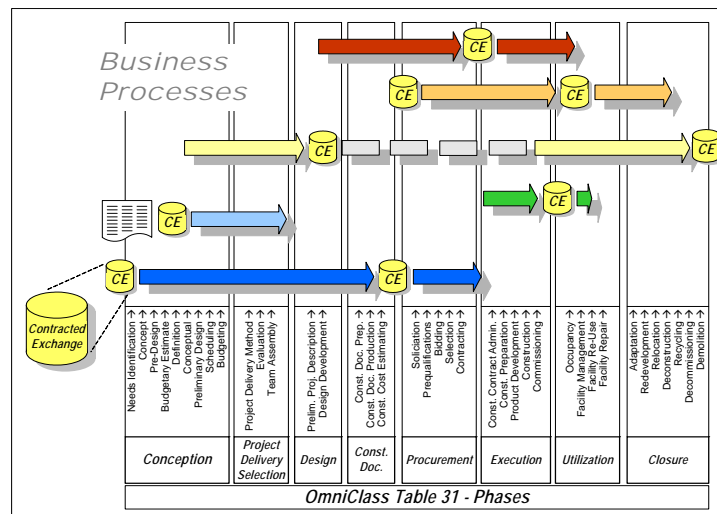 Business
Processes
CE
CE
CE
CE
CE
CE
CE
CE
CE
CE
Contracted
Exchange
Needs Identification
Concept
Pre-Design
Budgetary Estimate
Definition
Conceptual
Preliminary Design
Scheduling
Budgeting
Project Delivery Method
Evaluation
Team Assembly
Prelim. Proj. Description
Design Development
Const. Doc. Prep.
Const. Doc. Production
Const. Cost Estimating
Soliciation
Prequalifications
Bidding
Selection
Contracting
Const. Contract Admin.
Const. Preparation
Product Development
Construction
Commissioning
Occupancy
Facility Management
Facility Re-Use
Facility Repair
Adaptation
Redevelopment
Relocation
Deconstruction
Recycling
Decommissioning
Demolition
Conception
Project
Delivery
Selection
Design
Const.
Doc.
Procurement
Execution
Utilization
Closure
OmniClass Table 31 - Phases